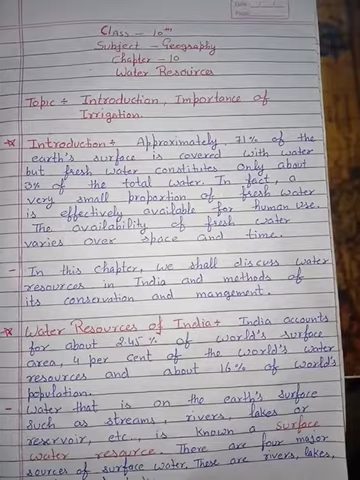 Class - 10th
Subject - Geography
Chapter - 10
Water Resources
Topic ÷ Introduction, Importance of
Irrigation.
Introduction ÷ Approximately, 71% of the
earth's surface is covered with water
but fresh water constitutes only about
3% of the total water. In fact, a
very small proportion of fresh water
is effectively available for human use.
The availability of fresh water
varies over space and time.
- In this chapter, we shall discuss water
resources in India and methods of
its conservation and mangement.
Water Resources of India ÷ India accounts
for about 2.45% of world's surface
area, 4 per cent of the world's water
resources and about 16% of world's
population.
- Water that is on the earth's surface
such as streams, rivers, lakes or
reservoir, etc., is known a surface
water resource. There are four major
sources of surface water. These are rivers, lakes,